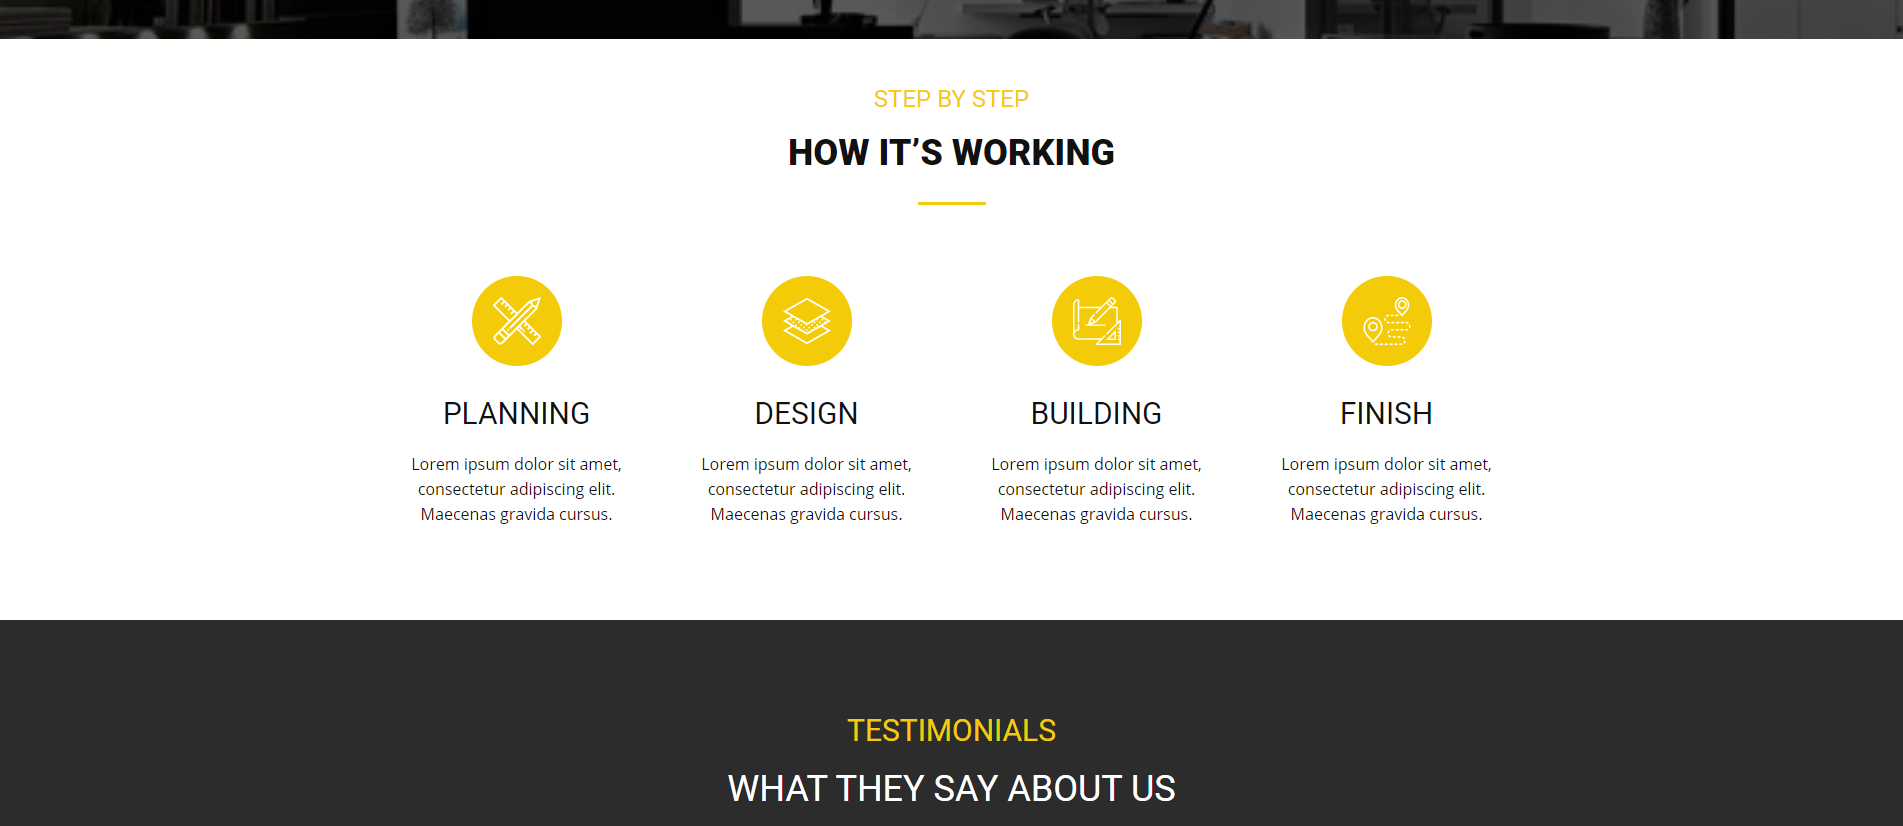 STEP BY STEP
HOW IT’S WORKING
PLANNING
Lorem ipsum dolor sit amet,
consectetur adipiscing elit.
Maecenas gravida cursus.
DESIGN
Lorem ipsum dolor sit amet,
consectetur adipiscing elit.
Maecenas gravida cursus.
BUILDING
Lorem ipsum dolor sit amet,
consectetur adipiscing elit.
Maecenas gravida cursus.
FINISH
Lorem ipsum dolor sit amet,
consectetur adipiscing elit.
Maecenas gravida cursus.
TESTIMONIALS
WHAT THEY SAY ABOUT US